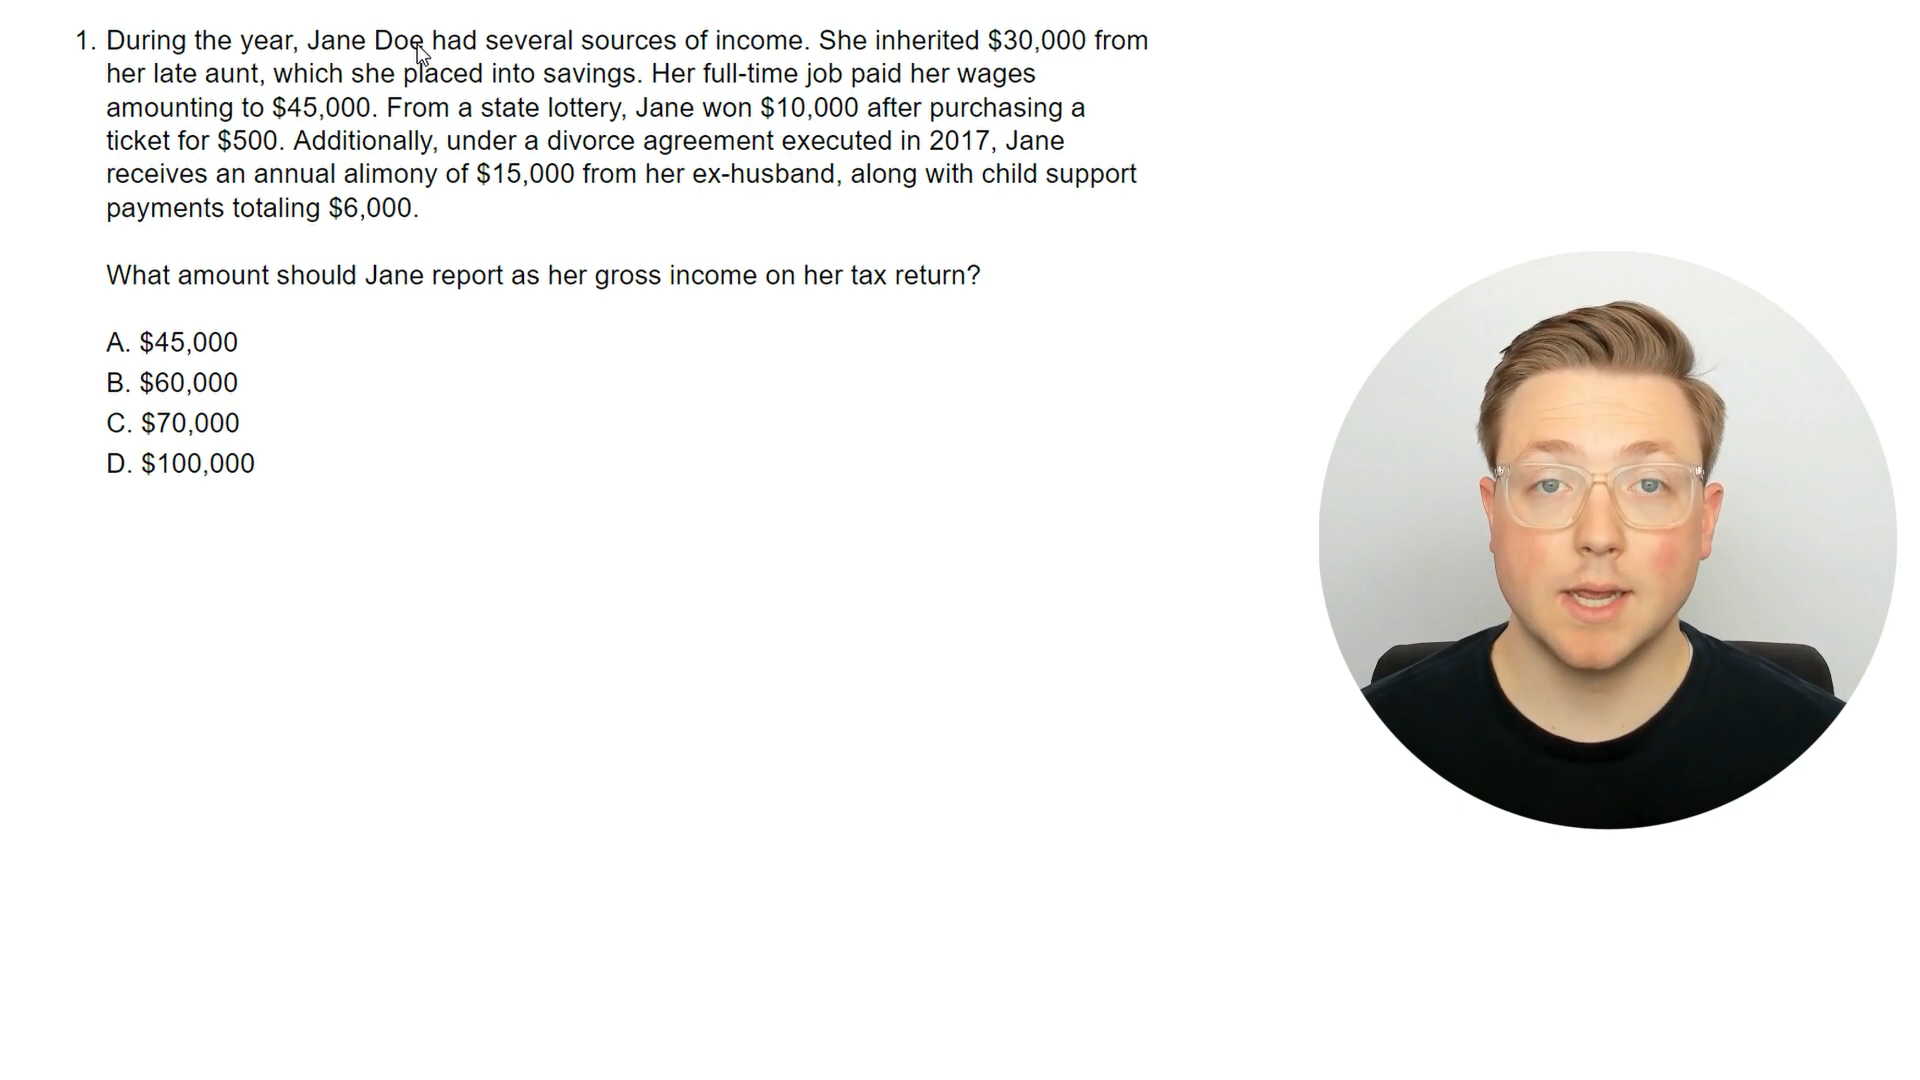 1. During the year, Jane Doe had several sources of income. She inherited $30,000 from
her late aunt, which she placed into savings. Her full-time job paid her wages
amounting to $45,000. From a state lottery, Jane won $10,000 after purchasing a
ticket for $500. Additionally, under a divorce agreement executed in 2017, Jane
receives an annual alimony of $15,000 from her ex-husband, along with child support
payments totaling $6,000.
What amount should Jane report as her gross income on her tax return?
A. $45,000
B. $60,000
C. $70,000
D. $100,000